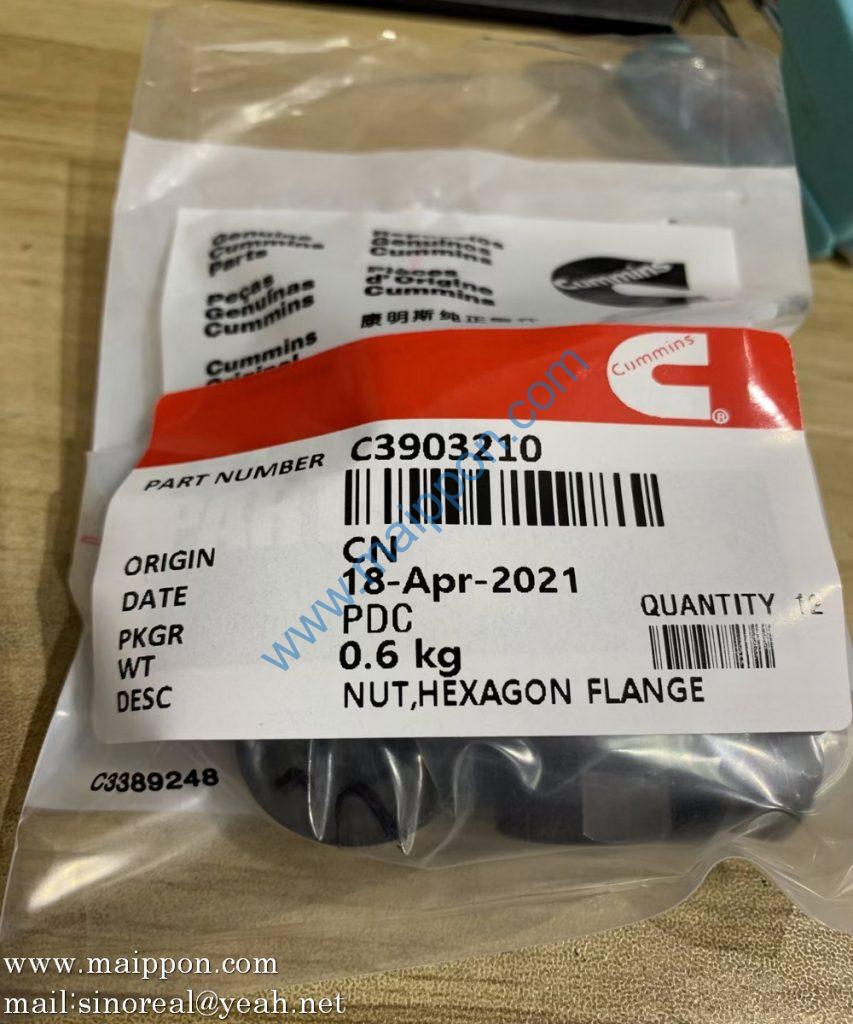 Genuine
Cummins
Parts
Repuestos
Genuinos
Cummins
Peças
Genuínas
Cummins
Pièces
d'Origine
Cummins
康明斯纯正
Cummins
Original
Cummins
Cummins
®
PART NUMBER C3903210
ORIGIN CN
DATE 18-Apr-2021
PKGR PDC
QUANTITY 12
WT 0.6 kg
DESC NUT,HEXAGON FLANGE
C3389248
www.maippon.com
www.maippon.com
mail:sinoreal@yeah.net